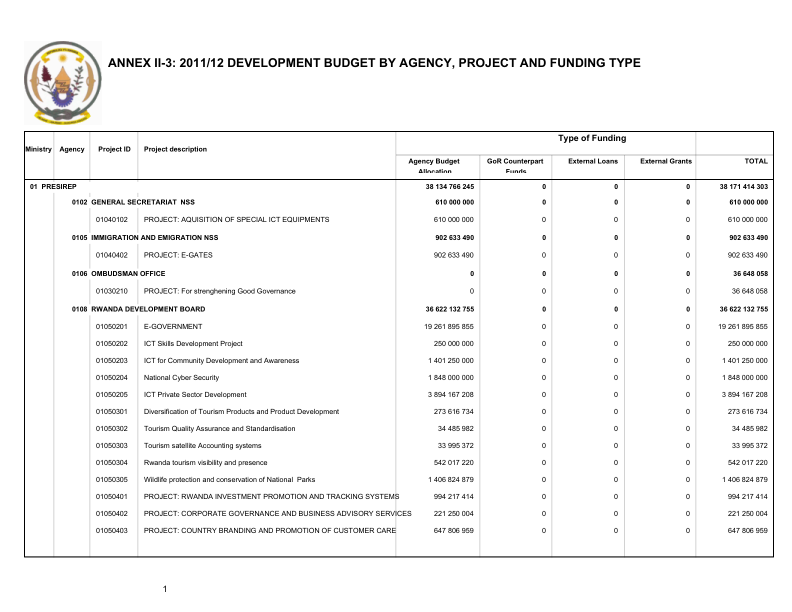 ANNEX II-3: 2011/12 DEVELOPMENT BUDGET BY AGENCY, PROJECT AND FUNDING TYPE
Type of Funding
Ministry Agency Project ID Project description
Agency Budget Allocation GoR Counterpart Funds External Loans External Grants TOTAL
01 PRESIREP 38 134 766 245 0 0 0 38 171 414 303
0102 GENERAL SECRETARIAT NSS 610 000 000 0 0 0 610 000 000
01040102 PROJECT: AQUISITION OF SPECIAL ICT EQUIPMENTS 610 000 000 0 0 0 610 000 000
0105 IMMIGRATION AND EMIGRATION NSS 902 633 490 0 0 0 902 633 490
01040402 PROJECT: E-GATES 902 633 490 0 0 0 902 633 490
0106 OMBUDSMAN OFFICE 0 0 0 0 36 648 058
01030210 PROJECT: For strenghening Good Governance 0 0 0 0 36 648 058
0108 RWANDA DEVELOPMENT BOARD 36 622 132 755 0 0 0 36 622 132 755
01050201 E-GOVERNMENT 19 261 895 855 0 0 0 19 261 895 855
01050202 ICT Skills Development Project 250 000 000 0 0 0 250 000 000
01050203 ICT for Community Development and Awareness 1 401 250 000 0 0 0 1 401 250 000
01050204 National Cyber Security 1 848 000 000 0 0 0 1 848 000 000
01050205 ICT Private Sector Development 3 894 167 208 0 0 0 3 894 167 208
01050301 Diversification of Tourism Products and Product Development 273 616 734 0 0 0 273 616 734
01050302 Tourism Quality Assurance and Standardisation 34 485 982 0 0 0 34 485 982
01050303 Tourism satellite Accounting systems 33 995 372 0 0 0 33 995 372
01050304 Rwanda tourism visibility and presence 542 017 220 0 0 0 542 017 220
01050305 Wildlife protection and conservation of National Parks 1 406 824 879 0 0 0 1 406 824 879
01050401 PROJECT: RWANDA INVESTMENT PROMOTION AND TRACKING SYSTEMS 994 217 414 0 0 0 994 217 414
01050402 PROJECT: CORPORATE GOVERNANCE AND BUSINESS ADVISORY SERVICES 221 250 004 0 0 0 221 250 004
01050403 PROJECT: COUNTRY BRANDING AND PROMOTION OF CUSTOMER CARE 647 806 959 0 0 0 647 806 959
1